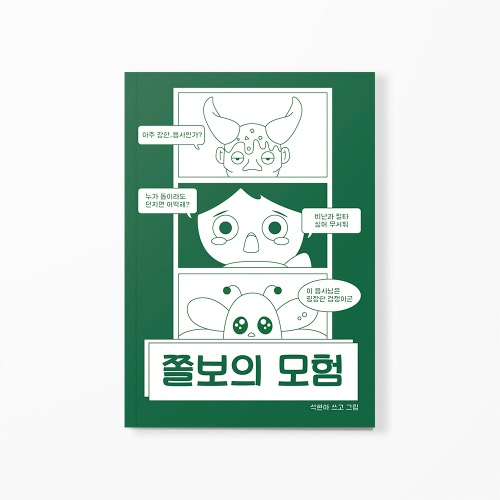 아주 강한..용사인가?
누가 돌이라도
던지면 어떡해?
비난과 질타
싫어 무서워
이 용사님은
굉장한 겁쟁이군
쫄보의 모험
석현아 쓰고 그림